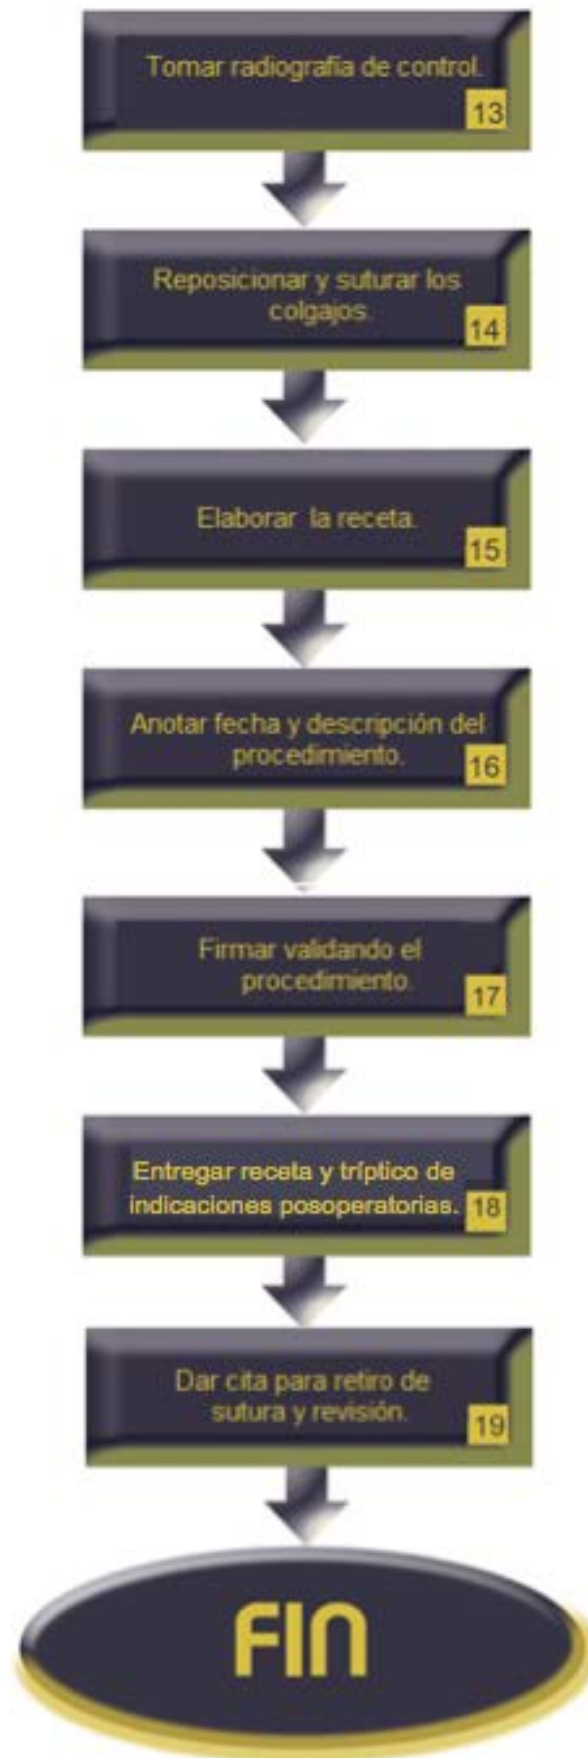 Tomar radiografía de control.
13
Reposicionar y suturar los
colgajos.
14
Elaborar la receta.
15
Anotar fecha y descripción del
procedimiento.
16
Firmar validando el
procedimiento.
17
Entregar receta y tríptico de
indicaciones posoperatorias.
18
Dar cita para retiro de
sutura y revisión.
19
FIN